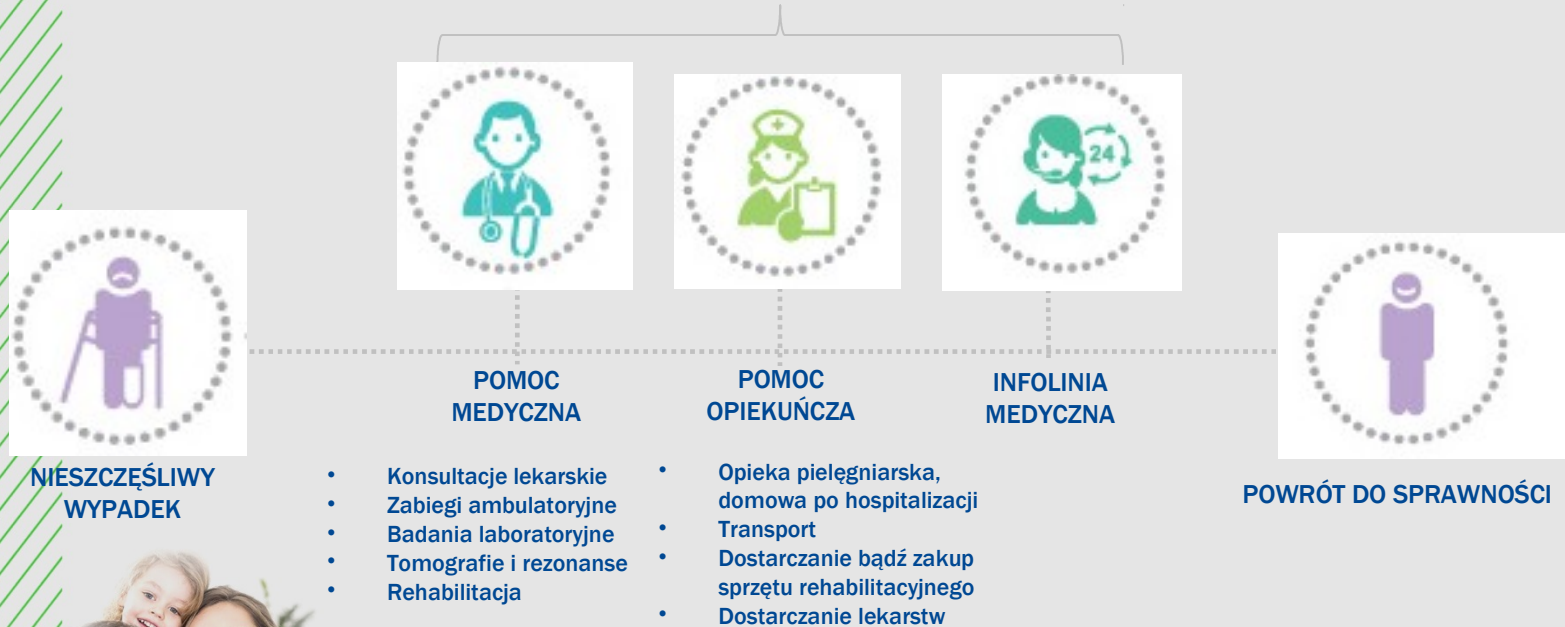 24
POMOC
MEDYCZNA
POMOC
OPIEKUŃCZA
INFOLINIA
MEDYCZNA
NIESZCZĘŚLIWY
WYPADEK
• Konsultacje lekarskie
• Zabiegi ambulatoryjne
• Badania laboratoryjne
• Tomografie i rezonanse
• Rehabilitacja
• Opieka pielęgniarska,
domowa po hospitalizacji
• Transport
• Dostarczanie bądź zakup
sprzętu rehabilitacyjnego
• Dostarczanie lekarstw
POWRÓT DO SPRAWNOŚCI